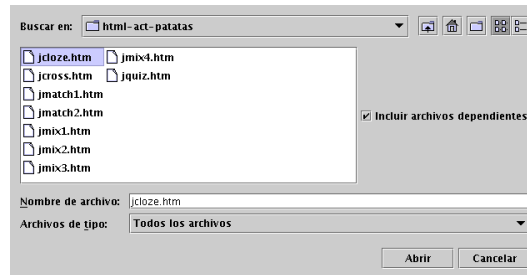 Buscar en: html-act-patatas
jcloze.htm jmix4.htm
jcross.htm jquiz.htm
jmatch1.htm
jmatch2.htm
jmix1.htm
jmix2.htm
jmix3.htm
Incluir archivos dependientes
Nombre de archivo: jcloze.htm
Archivos de tipo: Todos los archivos
Abrir Cancelar